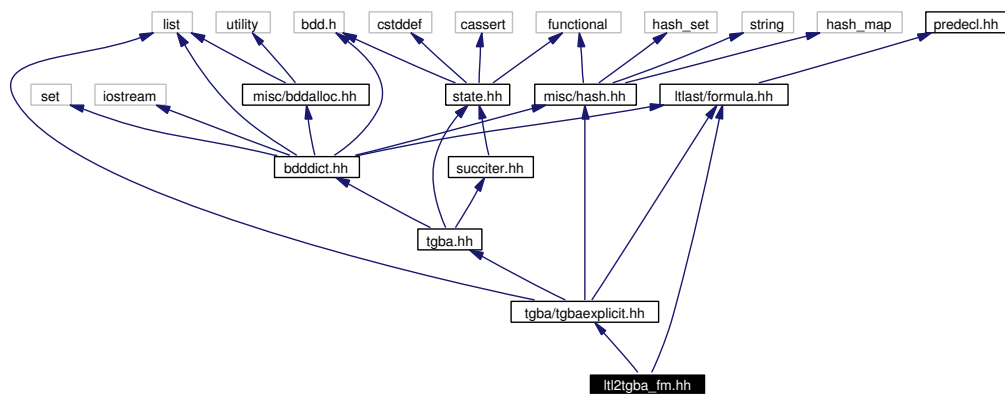 list
utility
bdd.h
cstddef
cassert
functional
hash_set
string
hash_map
predecl.hh
set
iostream
misc/bddalloc.hh
state.hh
misc/hash.hh
ltlast/formula.hh
bdddict.hh
succiter.hh
tgba.hh
tgba/tgbaexplicit.hh
ltl2tgba_fm.hh